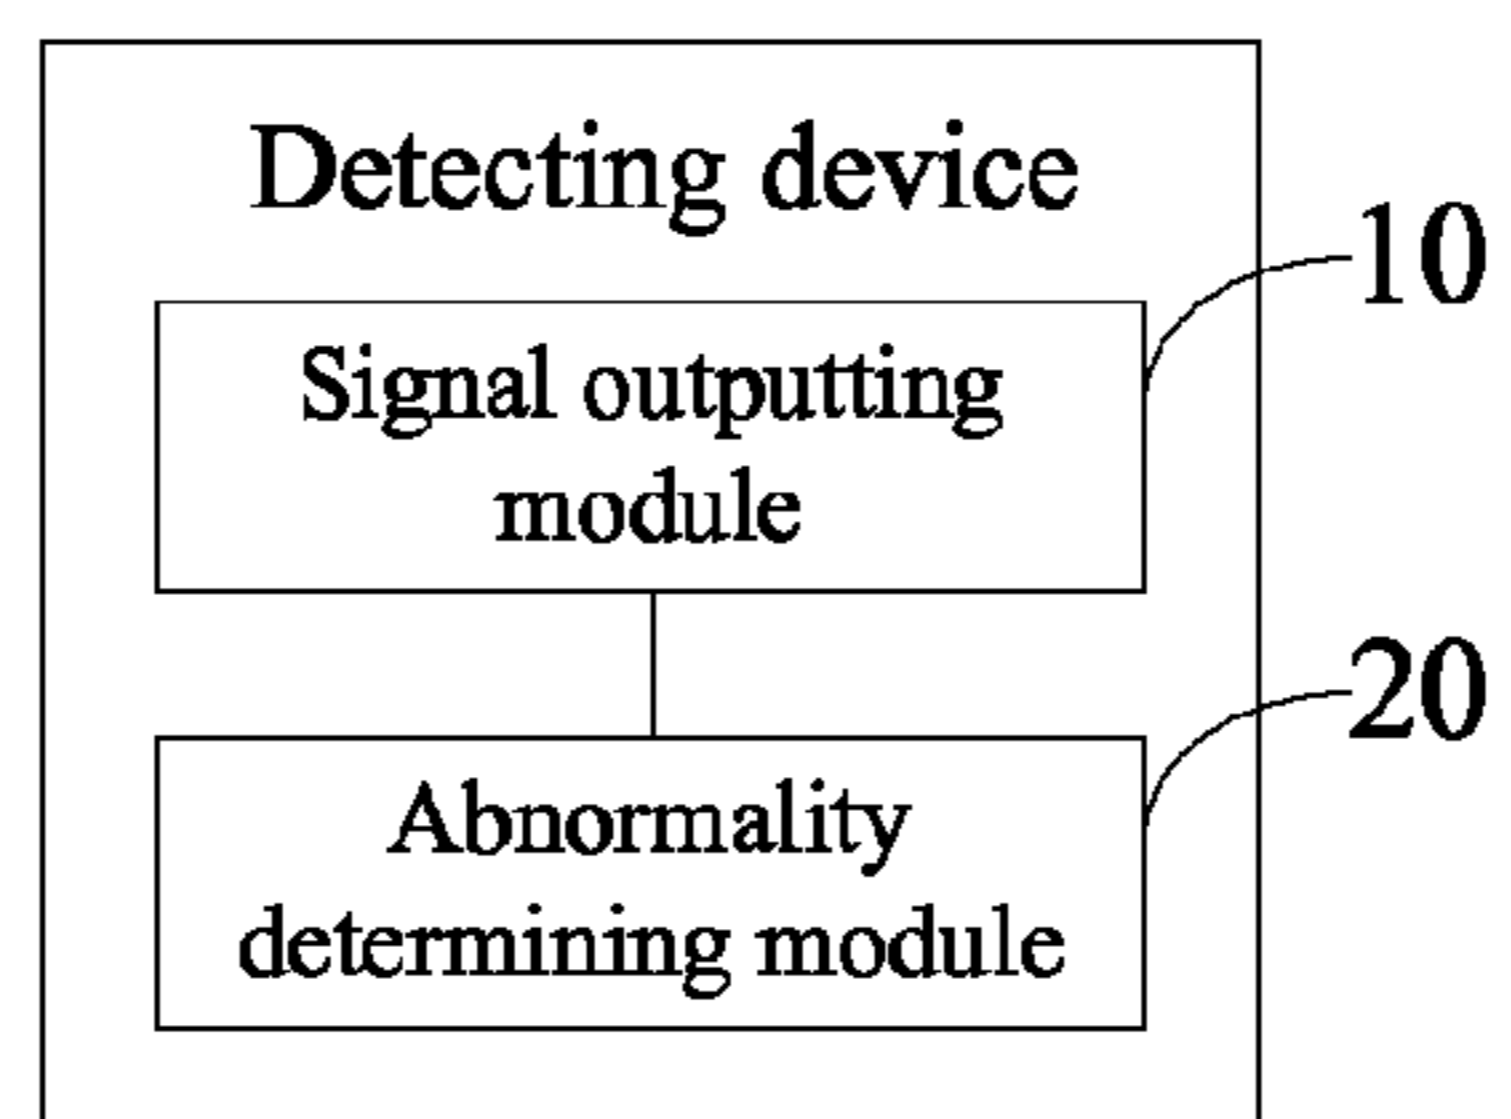 Detecting device
10
Signal outputting
module
20
Abnormality
determining module